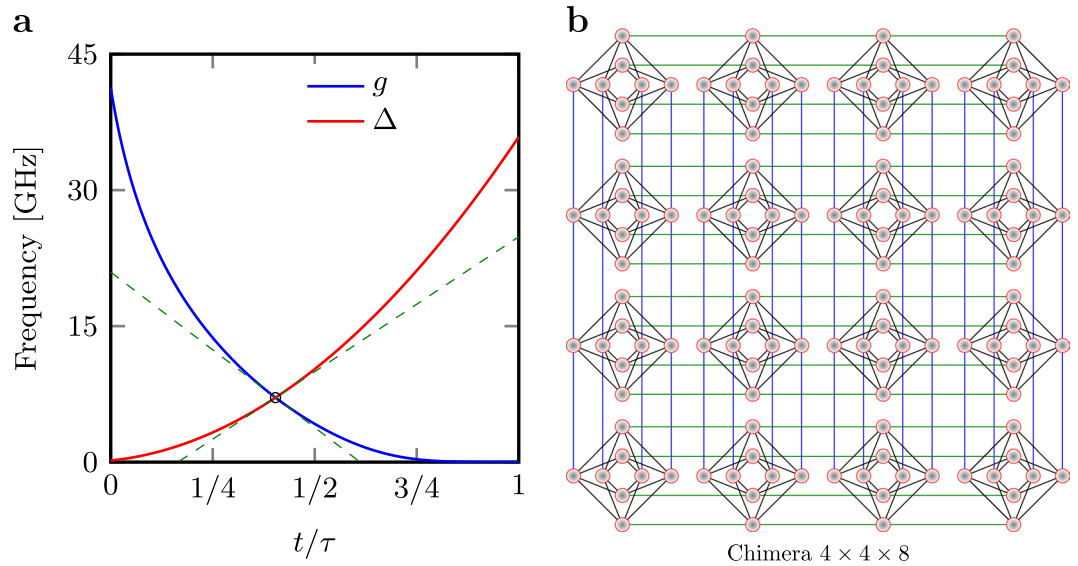 a
b
45
30
15
0
Frequency [GHz]
g
Δ
0
1/4
1/2
3/4
1
t/τ
Chimera 4 × 4 × 8